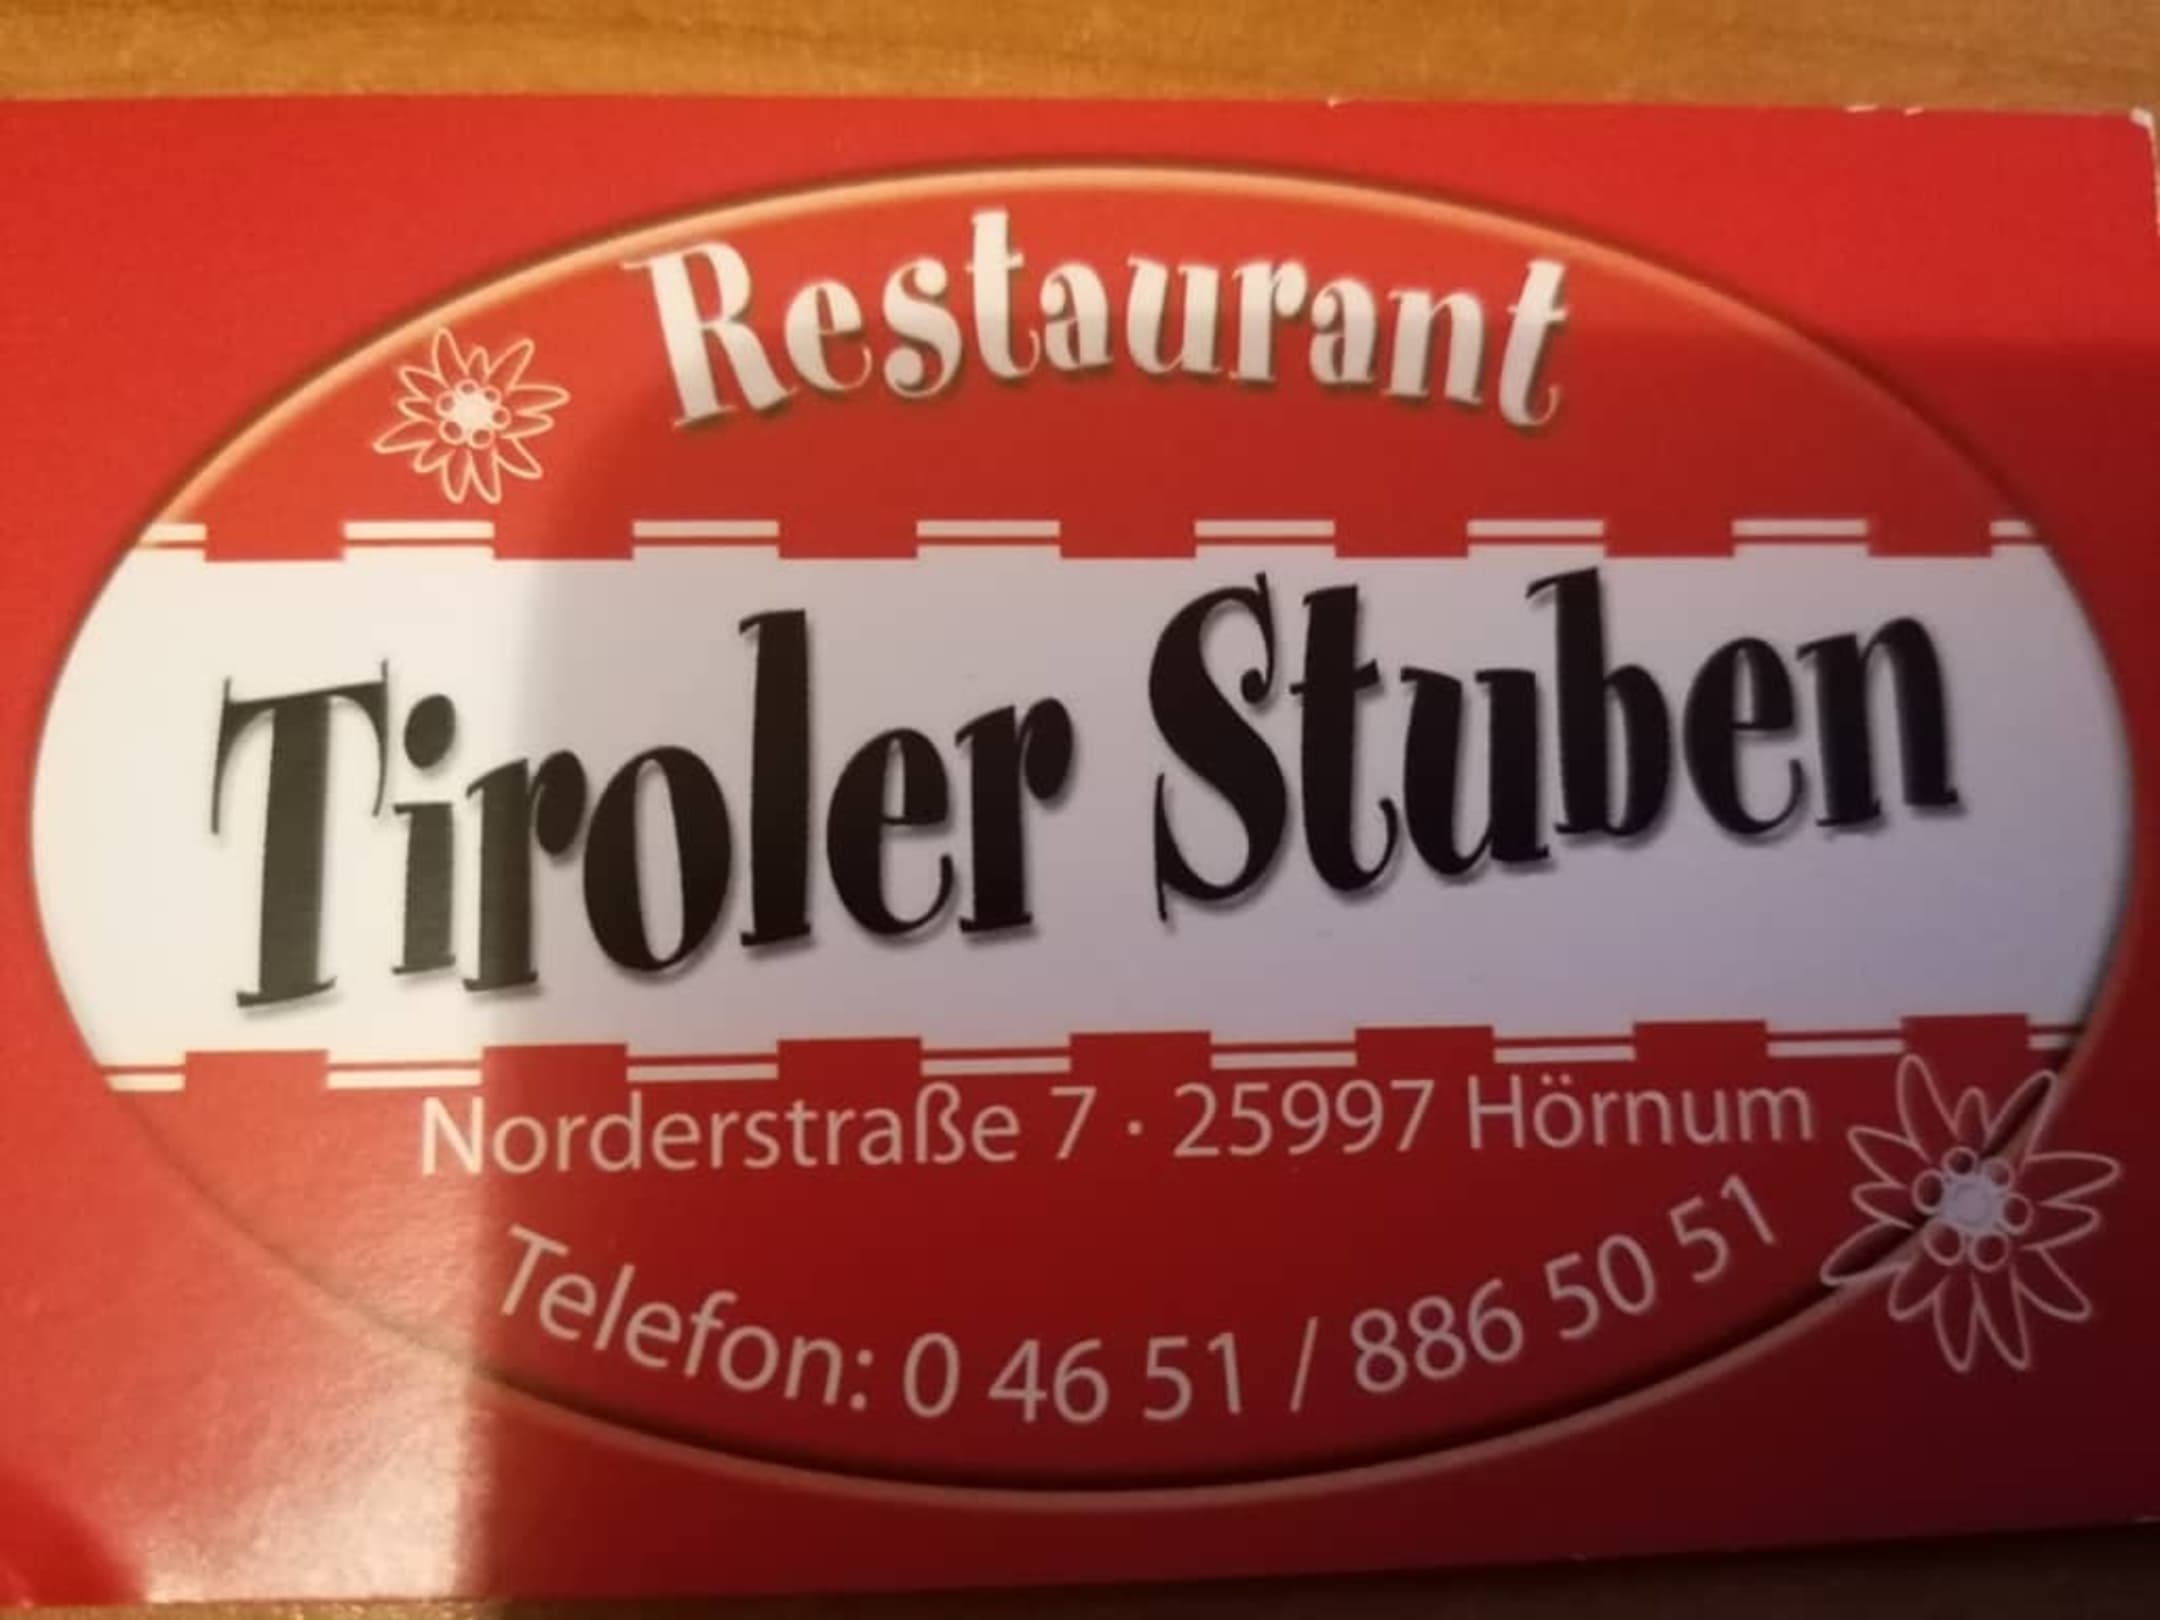 Restaurant
Tiroler Stuben
Norderstraße 7 · 25997 Hörnum
Telefon: 0 46 51 / 886 50 51